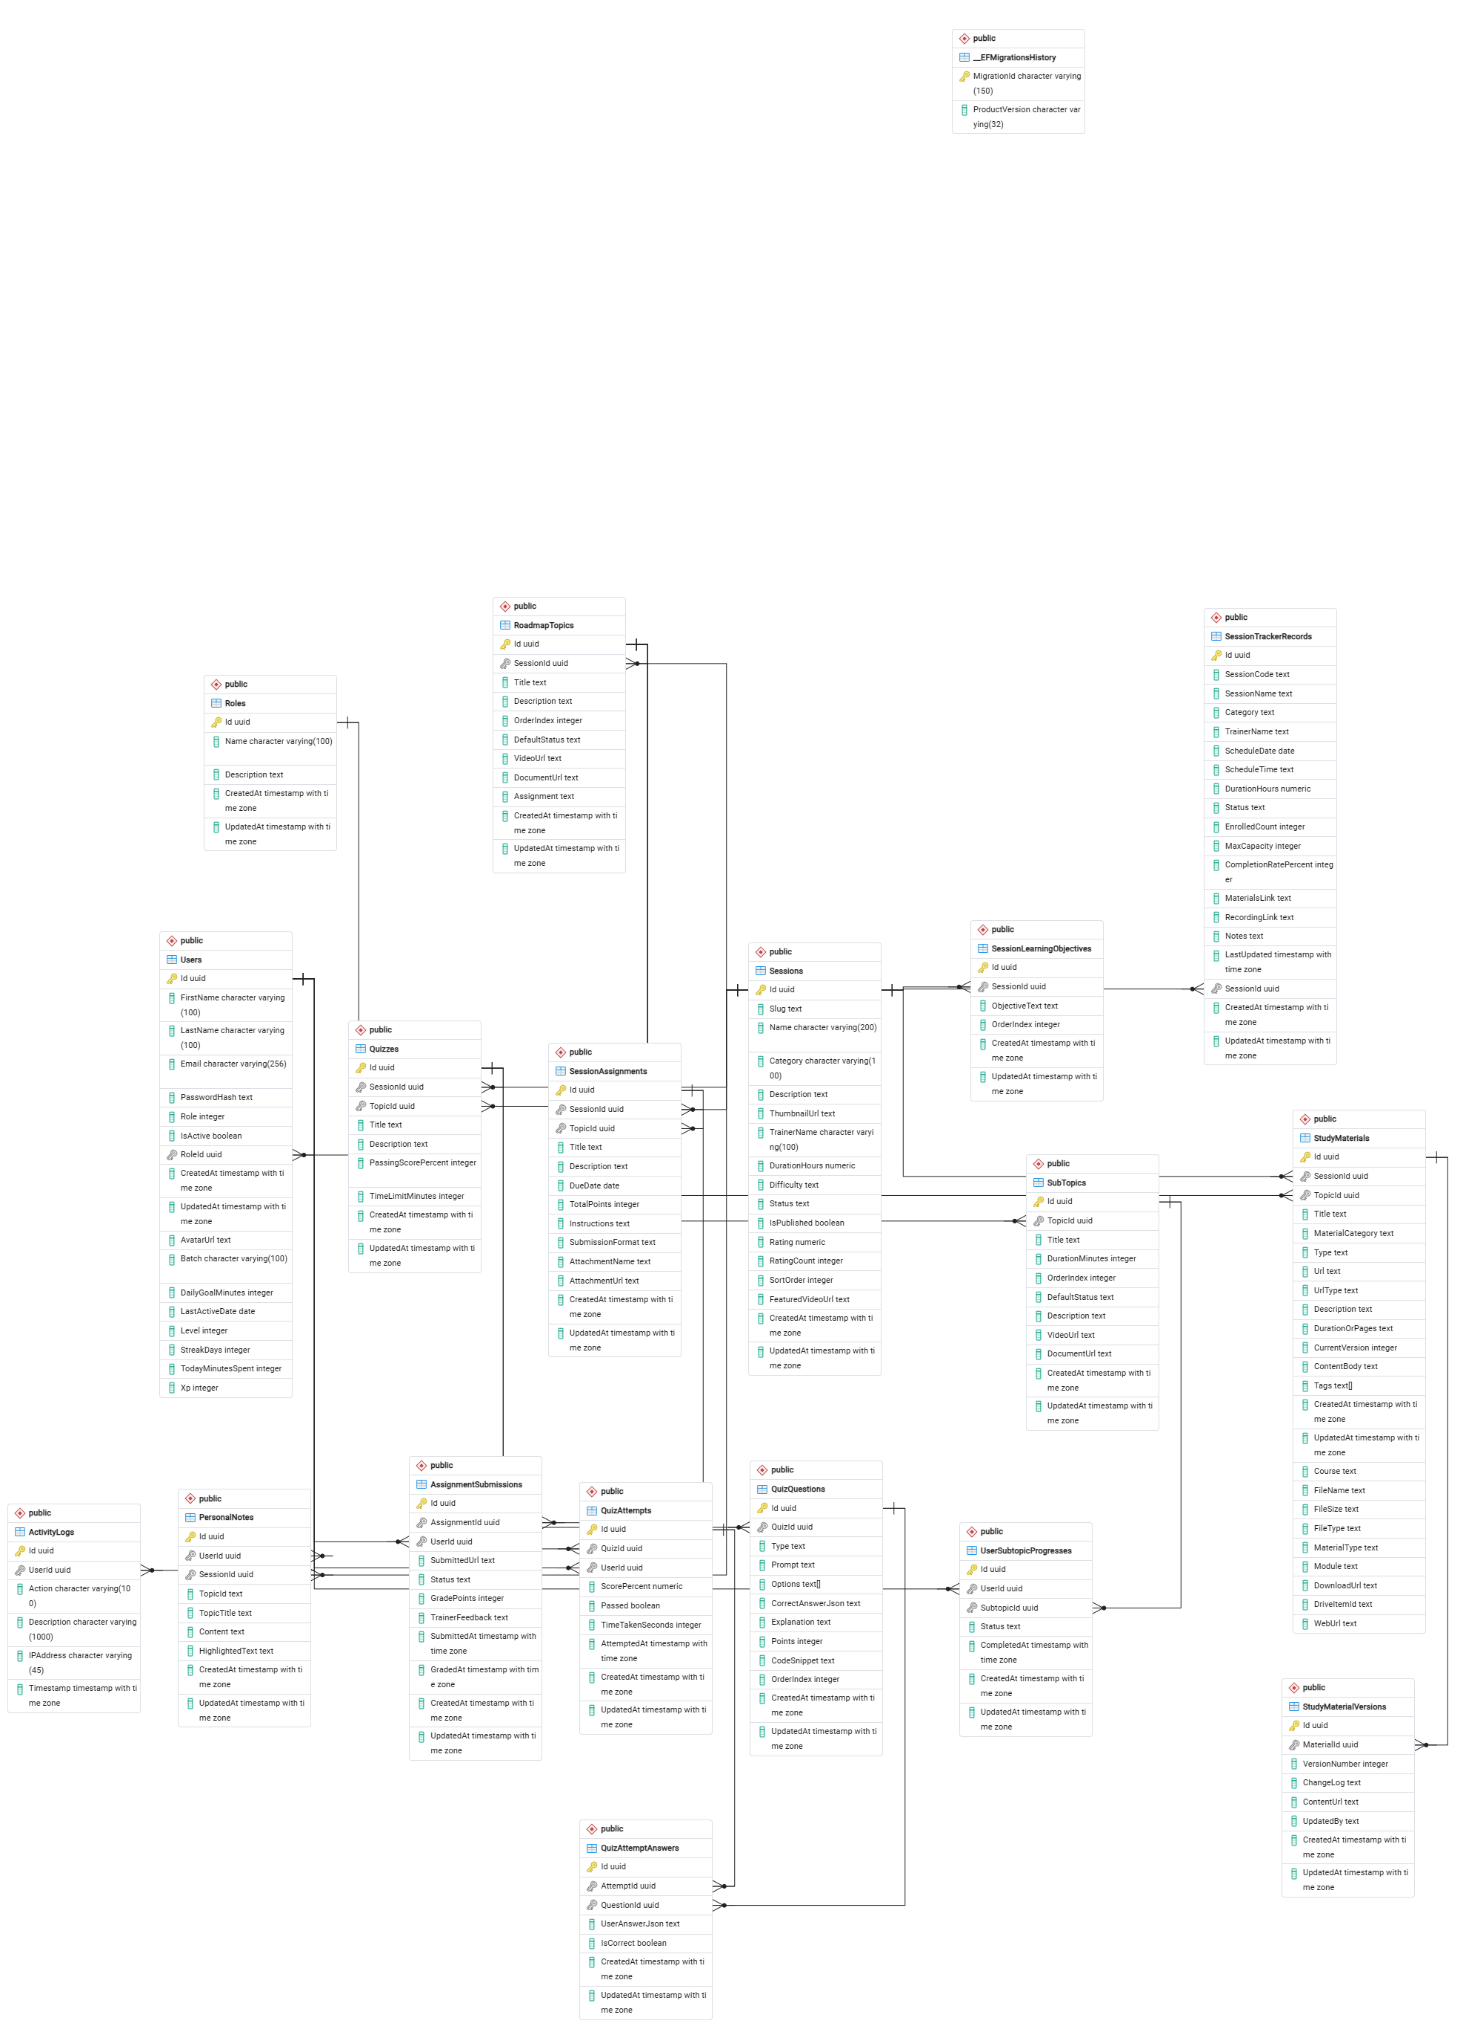 public
__EFMigrationsHistory
MigrationId character varying
(150)
ProductVersion character var
ying(32)
public
RoadmapTopics
Id uuid
SessionId uuid
Title text
Description text
OrderIndex integer
DefaultStatus text
VideoUrl text
DocumentUrl text
Assignment text
CreatedAt timestamp with ti
me zone
UpdatedAt timestamp with ti
me zone
public
SessionTrackerRecords
Id uuid
SessionCode text
SessionName text
Category text
TrainerName text
ScheduleDate date
ScheduleTime text
DurationHours numeric
Status text
EnrolledCount integer
MaxCapacity integer
CompletionRatePercent integ
er
MaterialsLink text
RecordingLink text
Notes text
LastUpdated timestamp with
time zone
SessionId uuid
CreatedAt timestamp with ti
me zone
UpdatedAt timestamp with ti
me zone
public
Roles
Id uuid
Name character varying(100)
Description text
CreatedAt timestamp with ti
me zone
UpdatedAt timestamp with ti
me zone
public
Users
Id uuid
FirstName character varying
(100)
LastName character varying
(100)
Email character varying(256)
PasswordHash text
Role integer
IsActive boolean
RoleId uuid
CreatedAt timestamp with ti
me zone
UpdatedAt timestamp with ti
me zone
AvatarUrl text
Batch character varying(100)
DailyGoalMinutes integer
LastActiveDate date
Level integer
StreakDays integer
TodayMinutesSpent integer
Xp integer
public
Quizzes
Id uuid
SessionId uuid
TopicId uuid
Title text
Description text
PassingScorePercent integer
TimeLimitMinutes integer
CreatedAt timestamp with ti
me zone
UpdatedAt timestamp with ti
me zone
public
SessionAssignments
Id uuid
SessionId uuid
TopicId uuid
Title text
Description text
DueDate date
TotalPoints integer
Instructions text
SubmissionFormat text
AttachmentName text
AttachmentUrl text
CreatedAt timestamp with ti
me zone
UpdatedAt timestamp with ti
me zone
public
Sessions
Id uuid
Slug text
Name character varying(200)
Category character varying(1
00)
Description text
ThumbnailUrl text
TrainerName character varyi
ng(100)
DurationHours numeric
Difficulty text
Status text
IsPublished boolean
Rating numeric
RatingCount integer
SortOrder integer
FeaturedVideoUrl text
CreatedAt timestamp with ti
me zone
UpdatedAt timestamp with ti
me zone
public
SessionLearningObjectives
Id uuid
SessionId uuid
ObjectiveText text
OrderIndex integer
CreatedAt timestamp with ti
me zone
UpdatedAt timestamp with ti
me zone
public
SubTopics
Id uuid
TopicId uuid
Title text
DurationMinutes integer
OrderIndex integer
DefaultStatus text
Description text
VideoUrl text
DocumentUrl text
CreatedAt timestamp with ti
me zone
UpdatedAt timestamp with ti
me zone
public
StudyMaterials
Id uuid
SessionId uuid
TopicId uuid
Title text
MaterialCategory text
Type text
Url text
UrlType text
Description text
DurationOrPages text
CurrentVersion integer
ContentBody text
Tags text[]
CreatedAt timestamp with ti
me zone
UpdatedAt timestamp with ti
me zone
Course text
FileName text
FileSize text
FileType text
MaterialType text
Module text
DownloadUrl text
DriveItemId text
WebUrl text
public
ActivityLogs
Id uuid
UserId uuid
Action character varying(10
0)
Description character varying
(1000)
IPAddress character varying
(45)
Timestamp timestamp with ti
me zone
public
PersonalNotes
Id uuid
UserId uuid
SessionId uuid
TopicId text
TopicTitle text
Content text
HighlightedText text
CreatedAt timestamp with ti
me zone
UpdatedAt timestamp with ti
me zone
public
AssignmentSubmissions
Id uuid
AssignmentId uuid
UserId uuid
SubmittedUrl text
Status text
GradePoints integer
TrainerFeedback text
SubmittedAt timestamp with
time zone
GradedAt timestamp with tim
e zone
CreatedAt timestamp with ti
me zone
UpdatedAt timestamp with ti
me zone
public
QuizAttempts
Id uuid
QuizId uuid
UserId uuid
ScorePercent numeric
Passed boolean
TimeTakenSeconds integer
AttemptedAt timestamp with
time zone
CreatedAt timestamp with ti
me zone
UpdatedAt timestamp with ti
me zone
public
QuizQuestions
Id uuid
QuizId uuid
Type text
Prompt text
Options text[]
CorrectAnswerJson text
Explanation text
Points integer
CodeSnippet text
OrderIndex integer
CreatedAt timestamp with ti
me zone
UpdatedAt timestamp with ti
me zone
public
UserSubtopicProgresses
Id uuid
UserId uuid
SubtopicId uuid
Status text
CompletedAt timestamp with
time zone
CreatedAt timestamp with ti
me zone
UpdatedAt timestamp with ti
me zone
public
StudyMaterialVersions
Id uuid
MaterialId uuid
VersionNumber integer
ChangeLog text
ContentUrl text
UpdatedBy text
CreatedAt timestamp with ti
me zone
UpdatedAt timestamp with ti
me zone
public
QuizAttemptAnswers
Id uuid
AttemptId uuid
QuestionId uuid
UserAnswerJson text
IsCorrect boolean
CreatedAt timestamp with ti
me zone
UpdatedAt timestamp with ti
me zone